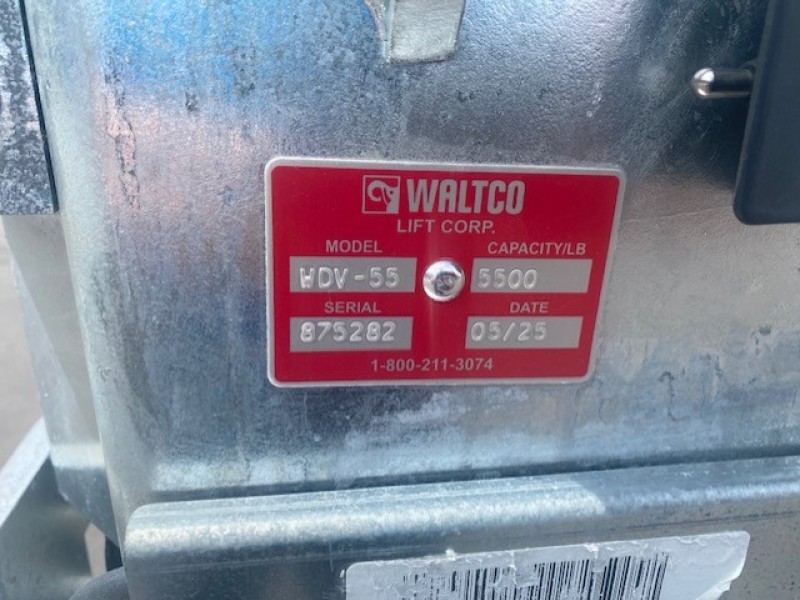 WALTCO
LIFT CORP.
MODEL CAPACITY/LB
WDV-55 5500
SERIAL DATE
875282 05/25
1-800-211-3074